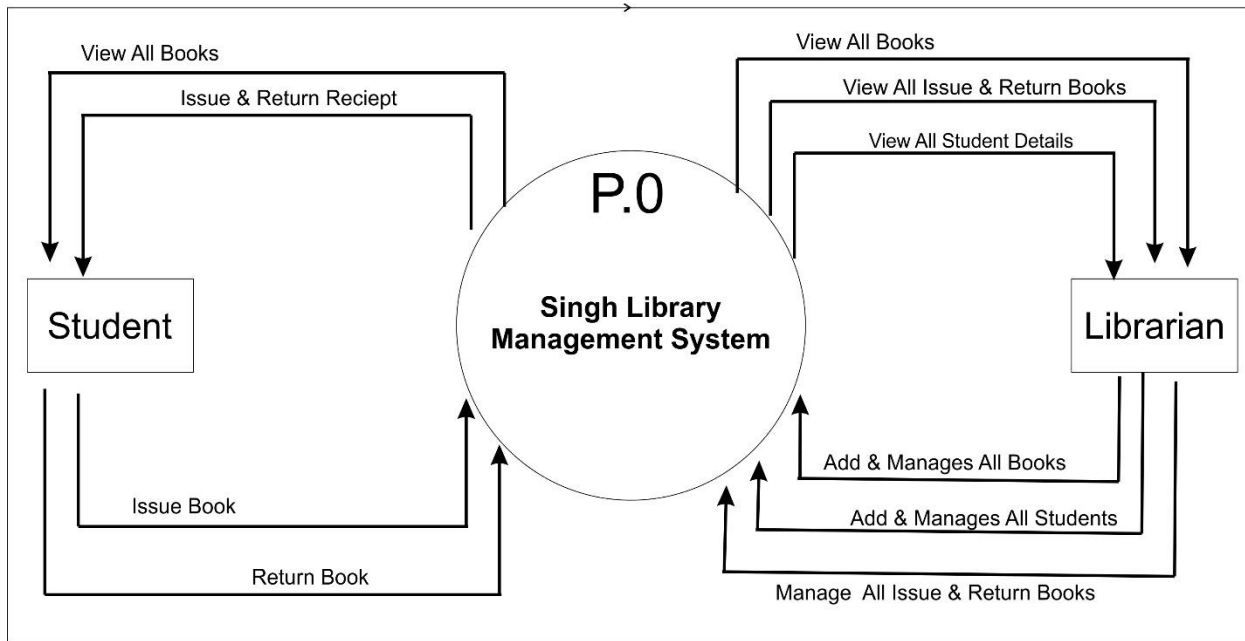 View All Books
Issue & Return Reciept
View All Books
View All Issue & Return Books
View All Student Details
P.0
Singh Library
Management System
Student
Librarian
Issue Book
Return Book
Add & Manages All Books
Add & Manages All Students
Manage All Issue & Return Books